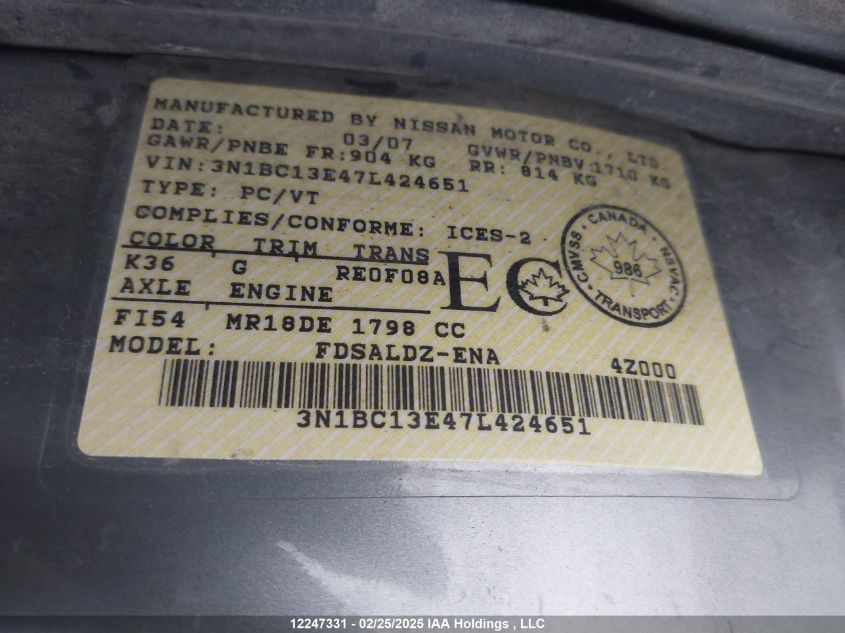 MANUFACTURED BY NISSAN MOTOR CO., LTD.
DATE: 03/07 GVWR/PNBV:1710 KG
GAWR/PNBE FR:904 KG RR: 814 KG
VIN:3N1BC13E47L424651
TYPE: PC/VT
COMPLIES/CONFORME: ICES-2
COLOR TRIM TRANS
K36 G RE0F08A
EC
CANADA
CMVSS 986 NSVAC
TRANSPORT
AXLE ENGINE
FI54 MR18DE 1798 CC
MODEL: FDSALDZ-ENA 4Z000
3N1BC13E47L424651
12247331 - 02/25/2025 IAA Holdings , LLC